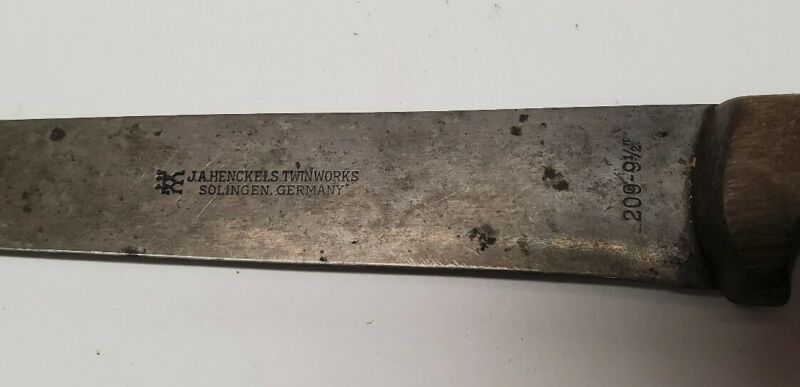 J.A.HENCKELS. TWINWORKS
SOLINGEN. GERMANY
209-9½"